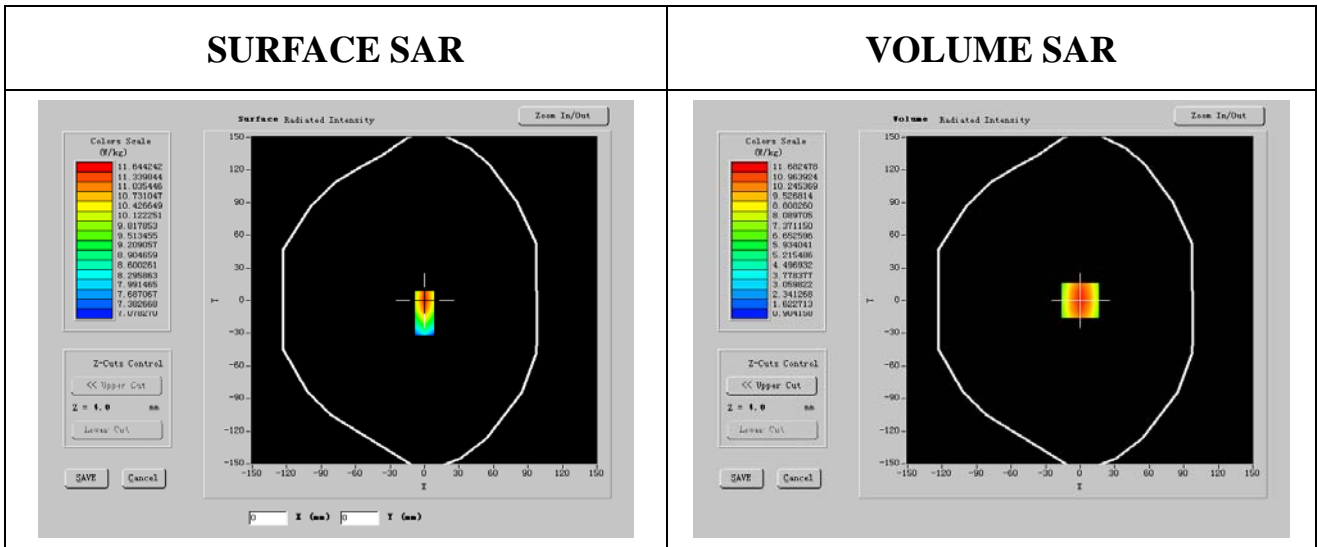 SURFACE SAR
VOLUME SAR
Surface Radiated Intensity
Zoom In/Out
Colors Scale
(W/kg)
11.644242
11.339844
11.035446
10.731047
10.426649
10.122251
9.817853
9.513455
9.209057
8.904659
8.600261
8.295863
7.991465
7.687067
7.382668
7.078270
150
120
90
60
30
0
-30
-60
-90
-120
-150
Y
-150 -120 -90 -60 -30 0 30 60 90 120 150
X
Z-Cuts Control
<< Upper Cut
Z = 4.0 mm
Lower Cut
SAVE Cancel
0 X (mm) 0 Y (mm)
Volume Radiated Intensity
Zoom In/Out
Colors Scale
(W/kg)
11.682478
10.963924
10.245369
9.526814
8.808260
8.089705
7.371150
6.652596
5.934041
5.215486
4.496932
3.778377
3.059822
2.341268
1.622713
0.904158
150
120
90
60
30
0
-30
-60
-90
-120
-150
Y
-150 -120 -90 -60 -30 0 30 60 90 120 150
X
Z-Cuts Control
<< Upper Cut
Z = 4.0 mm
Lower Cut
SAVE Cancel